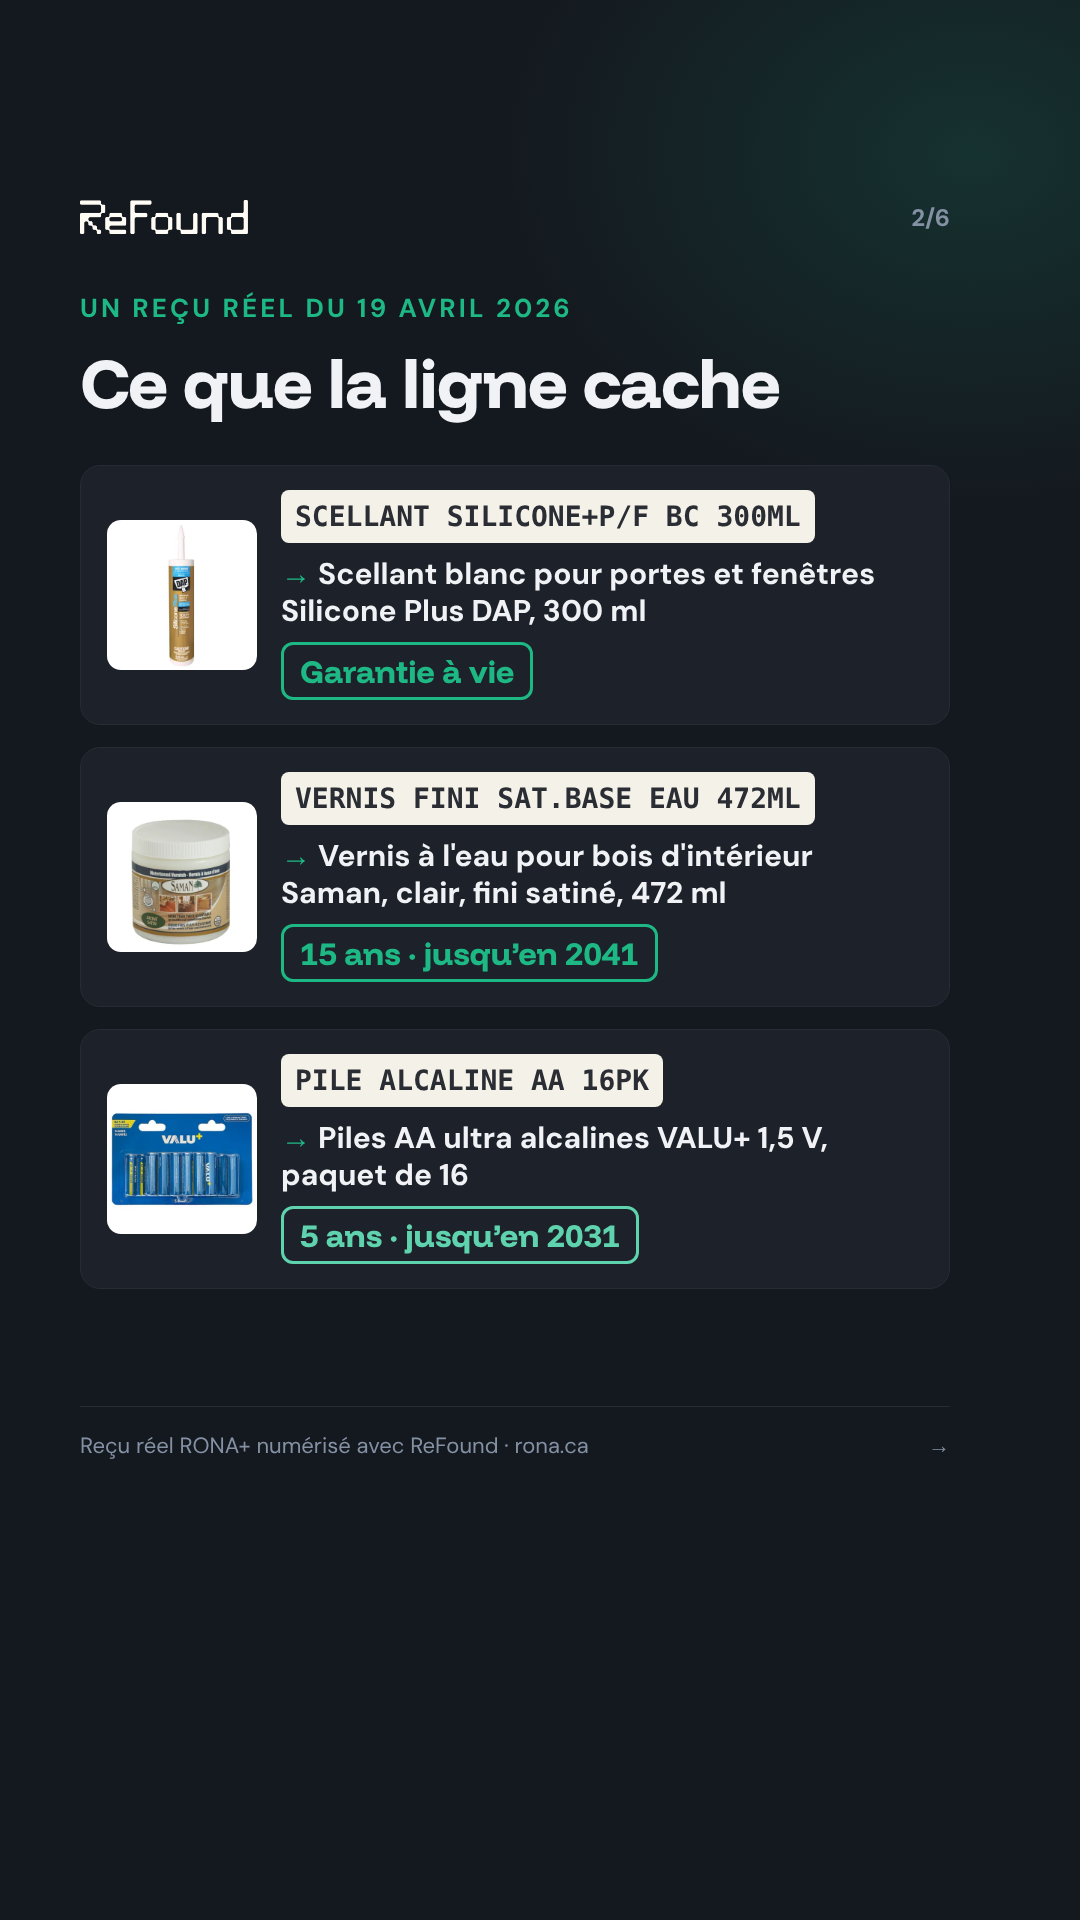 ReFound
2/6
UN REÇU RÉEL DU 19 AVRIL 2026
Ce que la ligne cache
SCELLANT SILICONE+P/F BC 300ML
→ Scellant blanc pour portes et fenêtres
Silicone Plus DAP, 300 ml
DAP
Garantie à vie
VERNIS FINI SAT.BASE EAU 472ML
→ Vernis à l'eau pour bois d'intérieur
Saman, clair, fini satiné, 472 ml
SAMAN
15 ans · jusqu’en 2041
PILE ALCALINE AA 16PK
→ Piles AA ultra alcalines VALU+ 1,5 V,
paquet de 16
VALU+
5 ans · jusqu’en 2031
Reçu réel RONA+ numérisé avec ReFound · rona.ca
→